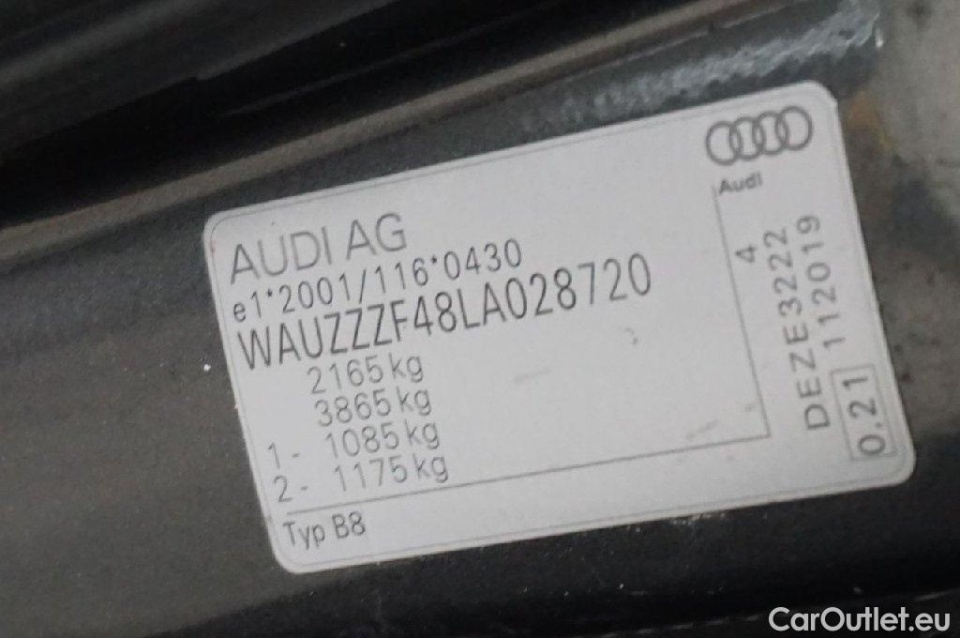 AUDI AG
e1*2001/116*0430
WAUZZZF48LA028720
2165 kg
3865 kg
1 - 1085 kg
2 - 1175 kg
Typ B8
Audi
4
DEZE3222
112019
0.21
CarOutlet.eu